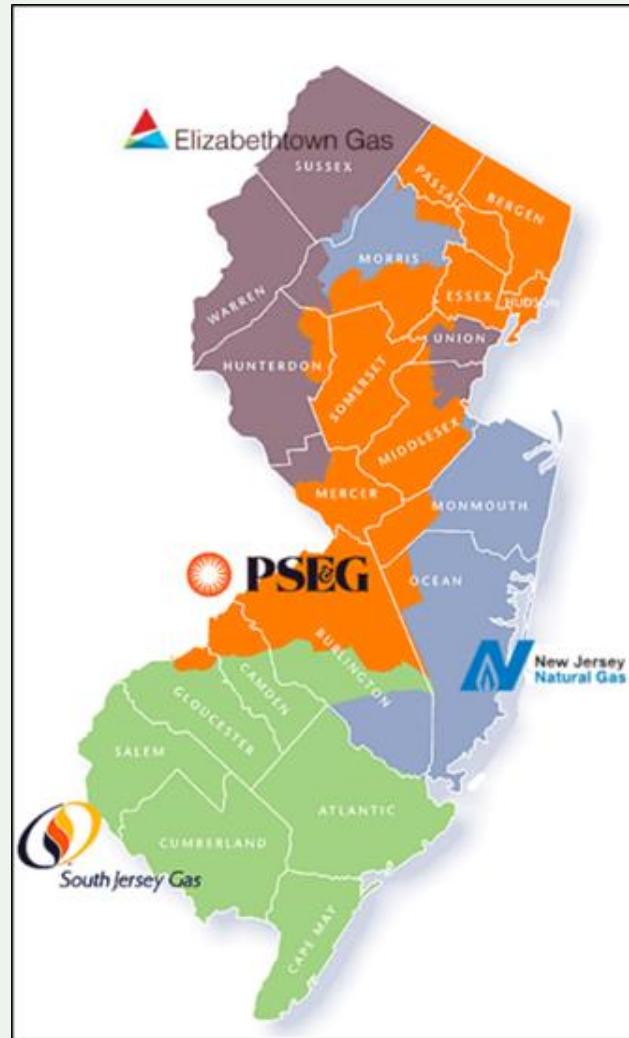 Elizabethtown Gas
SUSSEX
PASSAIC
BERGEN
MORRIS
ESSEX
HUDSON
WARREN
UNION
HUNTERDON
SOMERSET
MIDDLESEX
MERCER
MONMOUTH
PSE&G
OCEAN
BURLINGTON
New Jersey
Natural Gas
CAMDEN
GLOUCESTER
SALEM
ATLANTIC
CUMBERLAND
South Jersey Gas
CAPE MAY